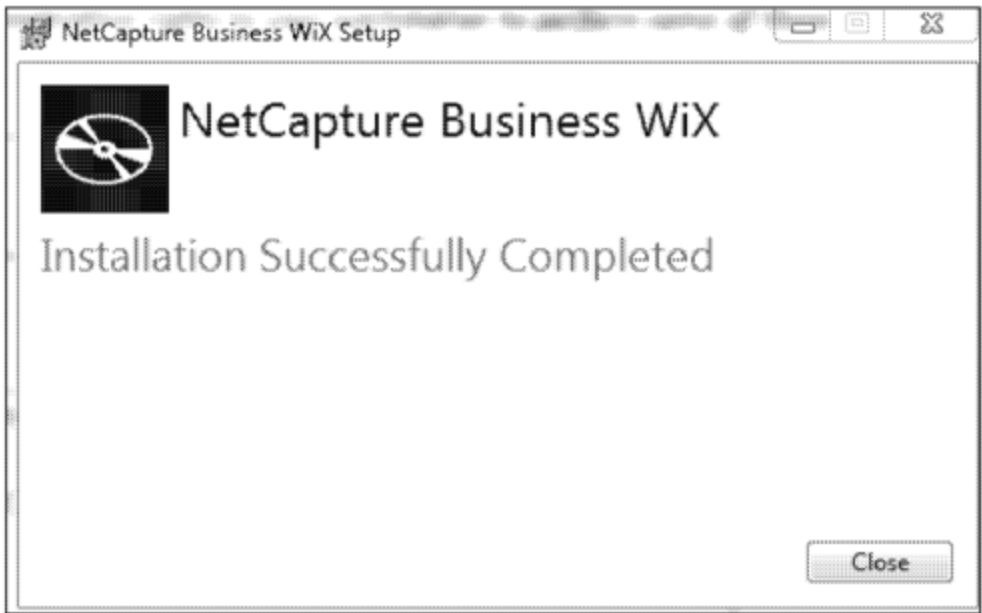 NetCapture Business WiX Setup
NetCapture Business WiX
Installation Successfully Completed
Close